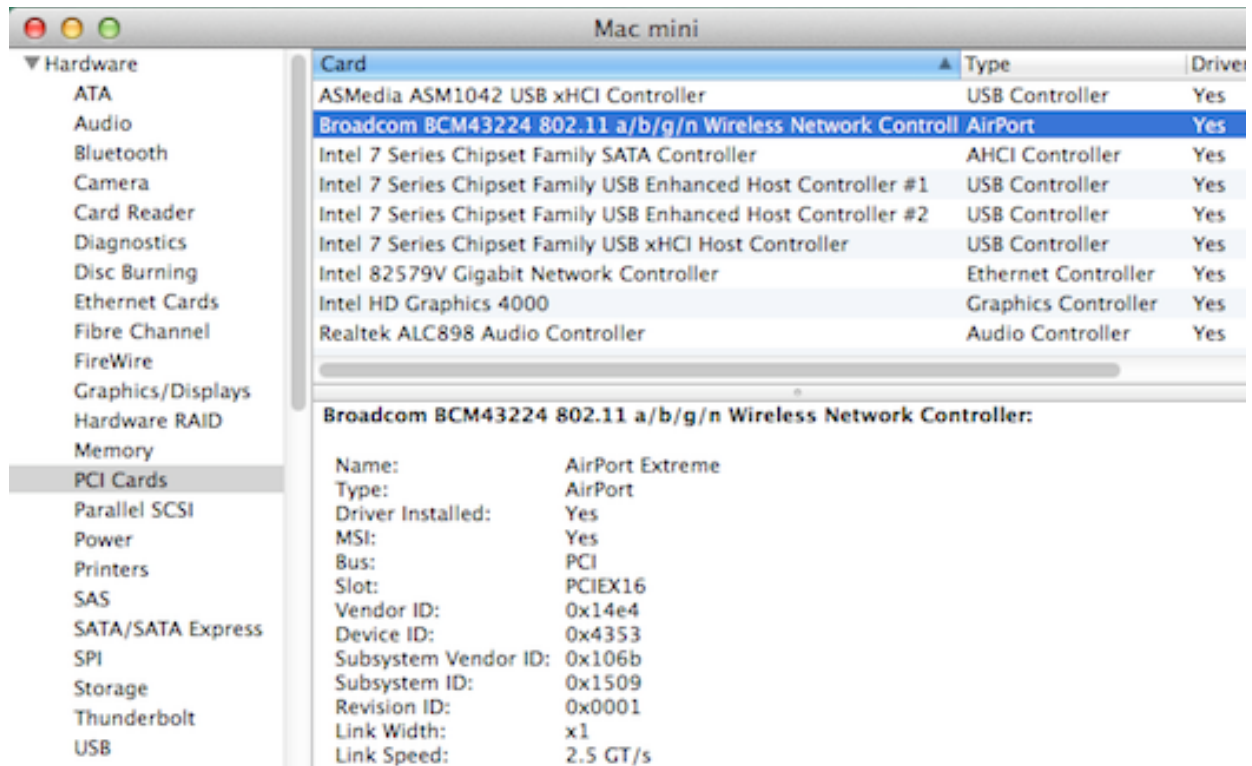 Mac mini
Hardware
ATA
Audio
Bluetooth
Camera
Card Reader
Diagnostics
Disc Burning
Ethernet Cards
Fibre Channel
FireWire
Graphics/Displays
Hardware RAID
Memory
PCI Cards
Parallel SCSI
Power
Printers
SAS
SATA/SATA Express
SPI
Storage
Thunderbolt
USB
Card Type Driver
ASMedia ASM1042 USB xHCI Controller USB Controller Yes
Broadcom BCM43224 802.11 a/b/g/n Wireless Network Controll AirPort Yes
Intel 7 Series Chipset Family SATA Controller AHCI Controller Yes
Intel 7 Series Chipset Family USB Enhanced Host Controller #1 USB Controller Yes
Intel 7 Series Chipset Family USB Enhanced Host Controller #2 USB Controller Yes
Intel 7 Series Chipset Family USB xHCI Host Controller USB Controller Yes
Intel 82579V Gigabit Network Controller Ethernet Controller Yes
Intel HD Graphics 4000 Graphics Controller Yes
Realtek ALC898 Audio Controller Audio Controller Yes
Broadcom BCM43224 802.11 a/b/g/n Wireless Network Controller:
Name: AirPort Extreme
Type: AirPort
Driver Installed: Yes
MSI: Yes
Bus: PCI
Slot: PCIEX16
Vendor ID: 0x14e4
Device ID: 0x4353
Subsystem Vendor ID: 0x106b
Subsystem ID: 0x1509
Revision ID: 0x0001
Link Width: x1
Link Speed: 2.5 GT/s